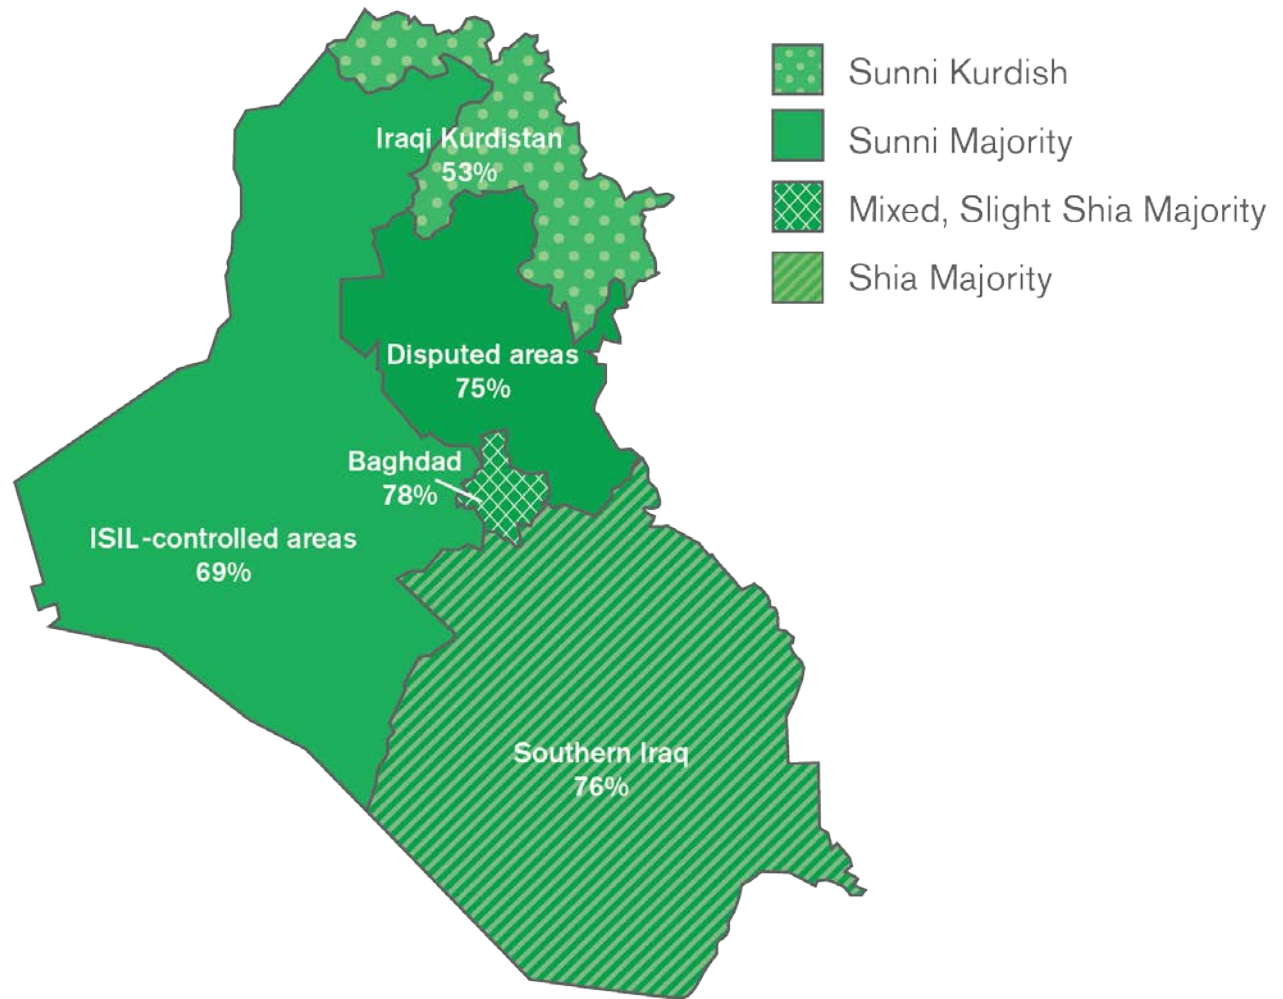 Sunni Kurdish
Sunni Majority
Mixed, Slight Shia Majority
Shia Majority
Iraqi Kurdistan
53%
Disputed areas
75%
Baghdad
78%
ISIL-controlled areas
69%
Southern Iraq
76%